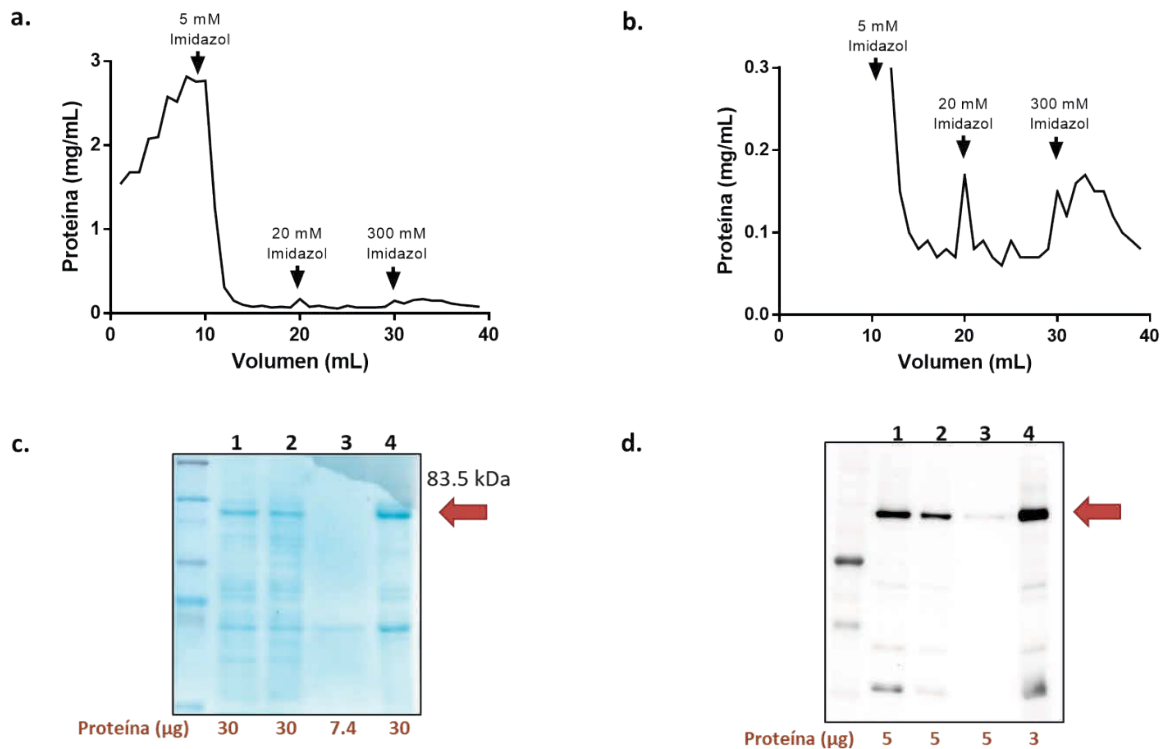 a.
5 mM
Imidazol
Proteína (mg/mL)
3
2
1
0
20 mM
Imidazol
300 mM
Imidazol
0
10
20
30
40
Volumen (mL)
b.
5 mM
Imidazol
Proteína (mg/mL)
0.3
0.2
0.1
0.0
20 mM
Imidazol
300 mM
Imidazol
0
10
20
30
40
Volumen (mL)
c.
1 2 3 4
83.5 kDa
Proteína (µg) 30 30 7.4 30
d.
1 2 3 4
Proteína (µg) 5 5 5 3